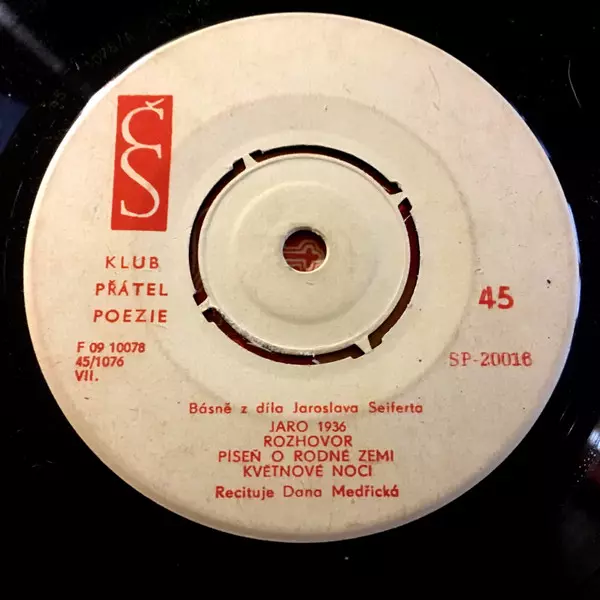 ČS
KLUB
PŘÁTEL
POEZIE
F 09 10078
45/1076
VII.
45
SP-20016
Básně z díla Jaroslava Seiferta
JARO 1936
ROZHOVOR
PÍSEŇ O RODNÉ ZEMI
KVĚTNOVÉ NOCI
Recituje Dana Medřická